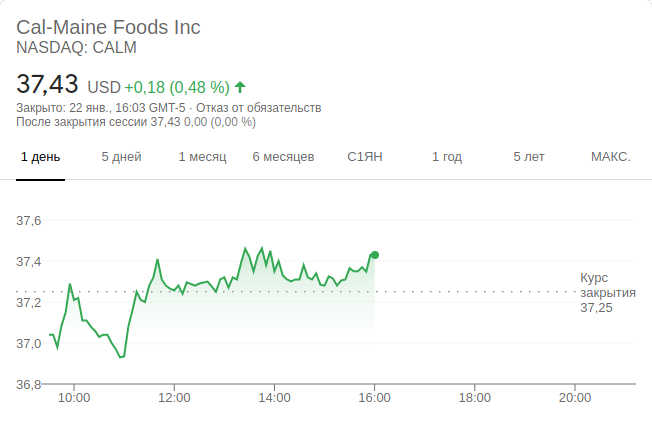 Cal-Maine Foods Inc
NASDAQ: CALM
37,43 USD +0,18 (0,48 %)
Закрыто: 22 янв., 16:03 GMT-5 · Отказ от обязательств
После закрытия сессии 37,43 0,00 (0,00 %)
1 день 5 дней 1 месяц 6 месяцев С1ЯН 1 год 5 лет МАКС.
37,6
37,4
37,2
37,0
36,8
Курс
закрытия
37,25
10:00 12:00 14:00 16:00 18:00 20:00